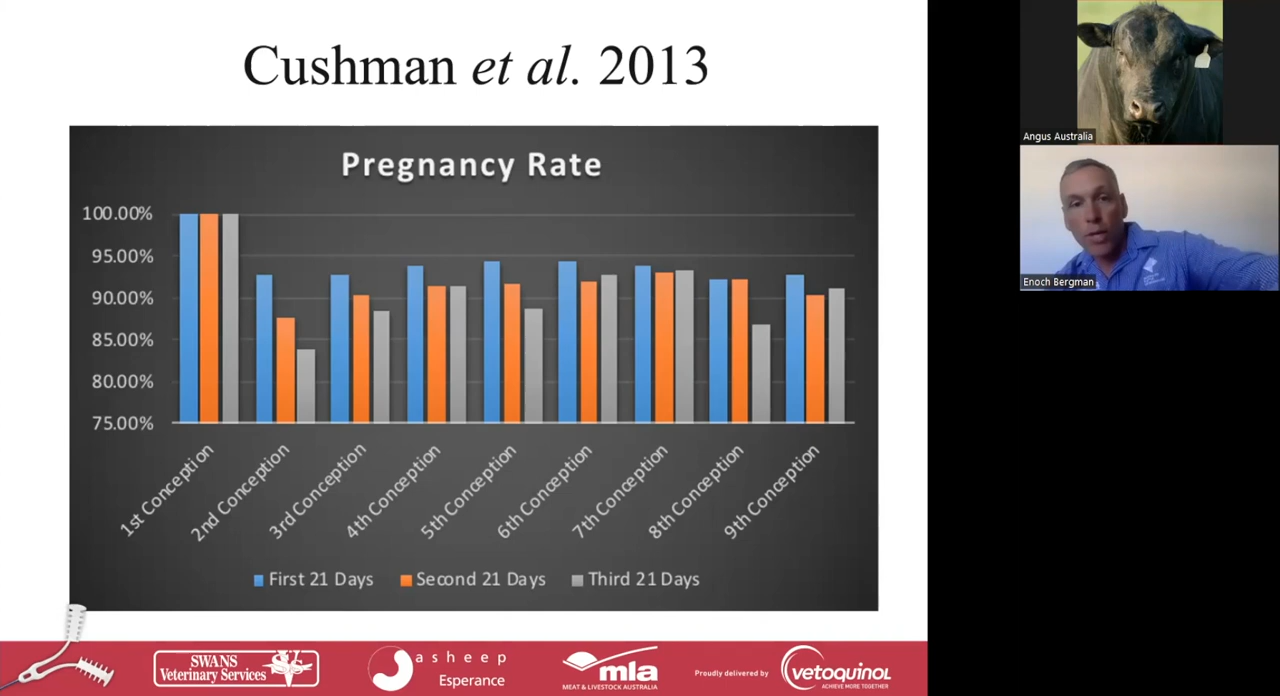 Cushman et al. 2013
Pregnancy Rate
100.00%
95.00%
90.00%
85.00%
80.00%
75.00%
1st Conception
2nd Conception
3rd Conception
4th Conception
5th Conception
6th Conception
7th Conception
8th Conception
9th Conception
First 21 Days
Second 21 Days
Third 21 Days
SWANS
Veterinary Services
asheep
Esperance
mla
MEAT & LIVESTOCK AUSTRALIA
Proudly delivered by
vetoquinol
ACHIEVE MORE TOGETHER
Angus Australia
Enoch Bergman